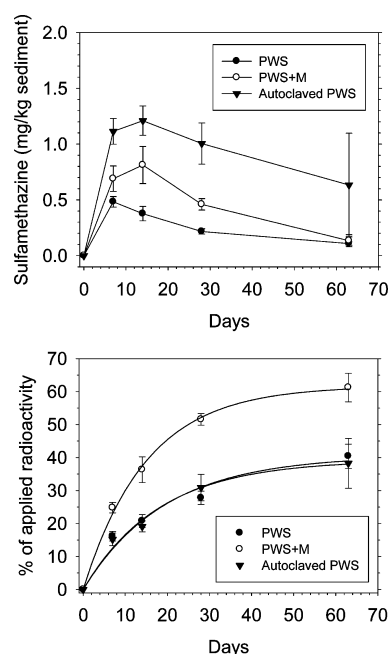 2.0
1.5
1.0
0.5
0.0
Sulfamethazine (mg/kg sediment)
PWS
PWS+M
Autoclaved PWS
0 10 20 30 40 50 60 70
Days
70
60
50
40
30
20
10
0
% of applied radioactivity
PWS
PWS+M
Autoclaved PWS
0 10 20 30 40 50 60 70
Days